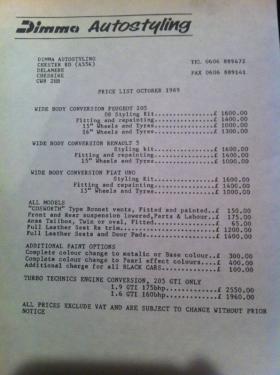 Dimma Autostyling
DIMMA AUTOSTYLING
CHESTER RD (A556)
DELAMERE
CHESHIRE
CW8 2HB
TEL 0606 889672
FAX 0606 889141
PRICE LIST OCTOBER 1989
WIDE BODY CONVERSION PEUGEOT 205
DB Styling Kit..................£ 1600.00
Fitting and repainting..........£ 1600.00
15" Wheels and Tyres............£ 1000.00
16" Wheels and Tyres............£ 1300.00
WIDE BODY CONVERSION RENAULT 5
Styling kit...............£ 1600.00
Fitting and repainting..........£ 1400.00
15" Wheels and Tyres............£ 1000.00
WIDE BODY CONVERSION FIAT UNO
Styling kit...............£ 1600.00
Fitting and repainting..........£ 1400.00
13" Wheels and Tyres............£ 1000.00
ALL MODELS
"COSWORTH" Type Bonnet vents, Fitted and painted..£ 150.00
Front and Rear suspension lowered,Parts & Labour..£ 175.00
Ansa Tailbox, Twin or oval, Fitted................£ 65.00
Full Leather Seat Re trim.........................£ 1200.00
Full Leather Seats and Door Pads..................£ 1600.00
ADDITIONAL PAINT OPTIONS
Complete colour change to metalic or Base colour..£ 300.00
Complete colour change to Pearl effect colours....£ 400.00
Additional charge for all BLACK CARS..............£ 100.00
TURBO TECHNICS ENGINE CONVERSION, 205 GTI ONLY
1.9 GTI 175bhp............£ 2550.00
1.6 GTI 160bhp............£ 1960.00
ALL PRICES EXCLUDE VAT AND ARE SUBJECT TO CHANGE WITHOUT PRIOR
NOTICE